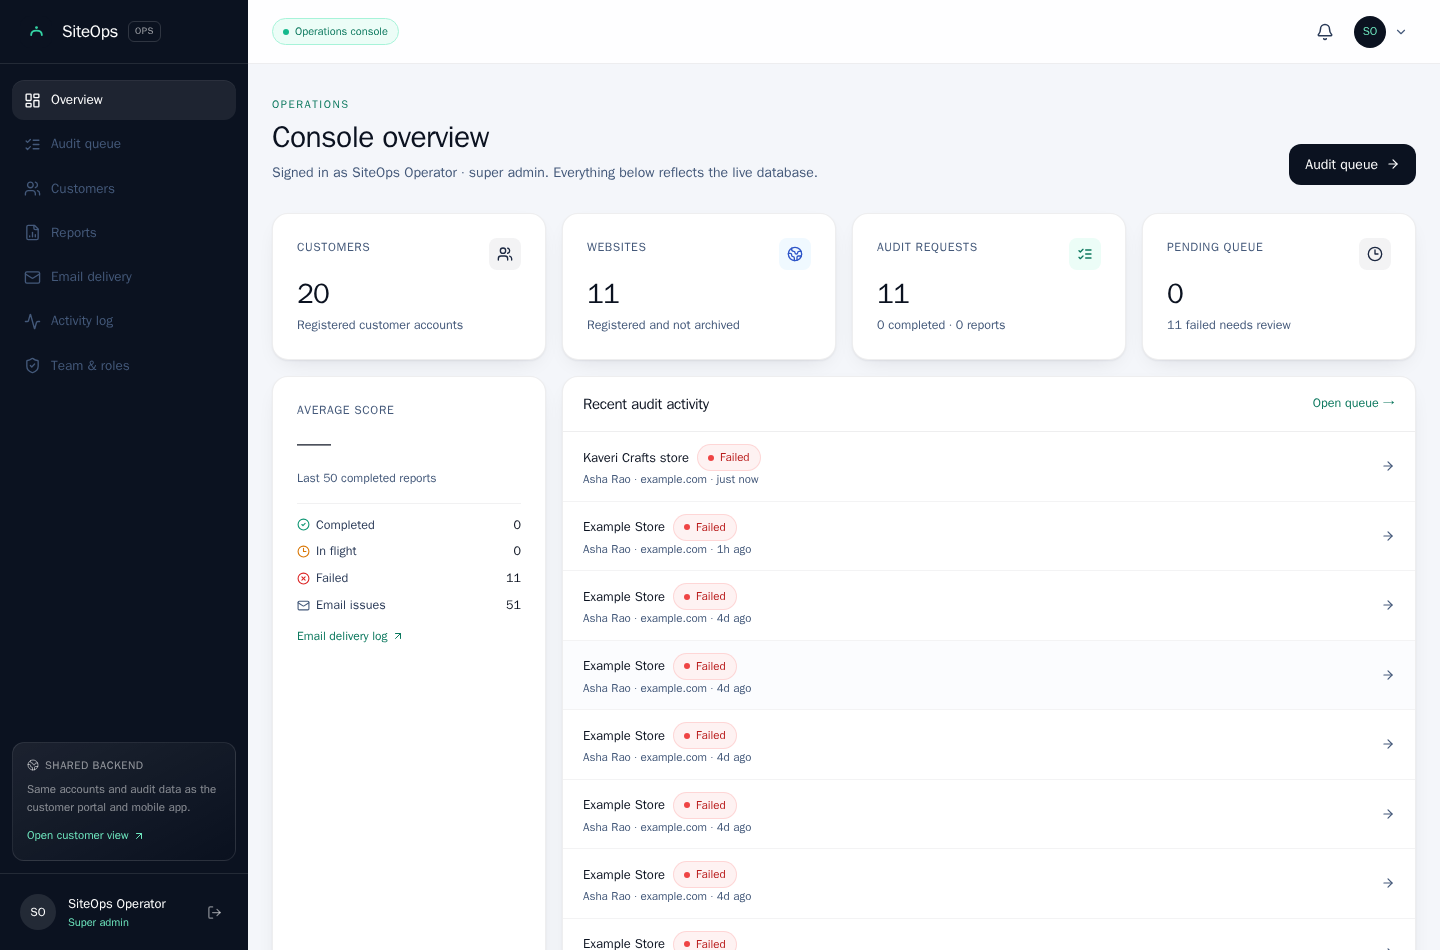 SiteOps OPS
Overview
Audit queue
Customers
Reports
Email delivery
Activity log
Team & roles
SHARED BACKEND
Same accounts and audit data as the
customer portal and mobile app.
Open customer view
SO
SiteOps Operator
Super admin
Operations console
SO
OPERATIONS
Console overview
Signed in as SiteOps Operator · super admin. Everything below reflects the live database.
Audit queue →
CUSTOMERS
20
Registered customer accounts
WEBSITES
11
Registered and not archived
AUDIT REQUESTS
11
0 completed · 0 reports
PENDING QUEUE
0
11 failed needs review
AVERAGE SCORE
—
Last 50 completed reports
Completed 0
In flight 0
Failed 11
Email issues 51
Email delivery log
Recent audit activity
Open queue →
Kaveri Crafts store Failed
Asha Rao · example.com · just now
Example Store Failed
Asha Rao · example.com · 1h ago
Example Store Failed
Asha Rao · example.com · 4d ago
Example Store Failed
Asha Rao · example.com · 4d ago
Example Store Failed
Asha Rao · example.com · 4d ago
Example Store Failed
Asha Rao · example.com · 4d ago
Example Store Failed
Asha Rao · example.com · 4d ago
Example Store Failed